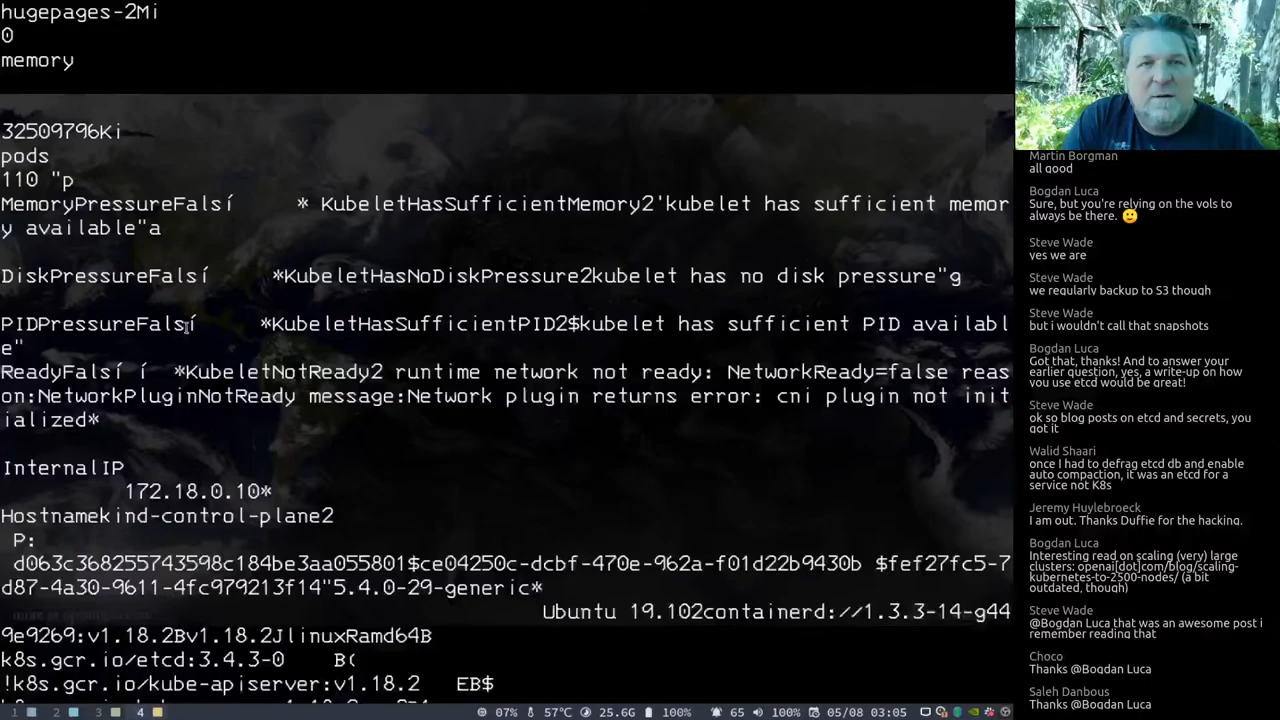 hugepages-2Mi
0
memory
32509796Ki
pods
110 "p
MemoryPressureFalsí * KubeletHasSufficientMemory2'kubelet has sufficient memor
y available"a
DiskPressureFalsí *KubeletHasNoDiskPressure2kubelet has no disk pressure"g
PIDPressureFalsí *KubeletHasSufficientPID2$kubelet has sufficient PID availabl
e"
ReadyFalsí í *KubeletNotReady2 runtime network not ready: NetworkReady=false reas
on:NetworkPluginNotReady message:Network plugin returns error: cni plugin not init
ialized*
InternalIP
172.18.0.10*
Hostnamekind-control-plane2
P:
d063c368255743598c184be3aa055801$ce04250c-dcbf-470e-962a-f01d22b9430b $fef27fc5-7
d87-4a30-9611-4fc979213f14"5.4.0-29-generic*
Ubuntu 19.102containerd://1.3.3-14-g44
9e9269:v1.18.2Bv1.18.2JlinuxRamd64B
k8s.gcr.io/etcd:3.4.3-0 B(
!k8s.gcr.io/kube-apiserver:v1.18.2 EB$
1 2 3 4
07% 57℃ 25.6G 100% 65 100% 05/08 03:05
Martin Borgman
all good
Bogdan Luca
Sure, but you're relying on the vols to
always be there. 🙂
Steve Wade
yes we are
Steve Wade
we regularly backup to S3 though
Steve Wade
but i wouldn't call that snapshots
Bogdan Luca
Got that, thanks! And to answer your
earlier question, yes, a write-up on how
you use etcd would be great!
Steve Wade
ok so blog posts on etcd and secrets, you
got it
Walid Shaari
once I had to defrag etcd db and enable
auto compaction, it was an etcd for a
service not K8s
Jeremy Huylebroeck
I am out. Thanks Duffie for the hacking.
Bogdan Luca
Interesting read on scaling (very) large
clusters: openai[dot]com/blog/scaling-
kubernetes-to-2500-nodes/ (a bit
outdated, though)
Steve Wade
@Bogdan Luca that was an awesome post i
remember reading that
Choco
Thanks @Bogdan Luca
Saleh Danbous
Thanks @Bogdan Luca